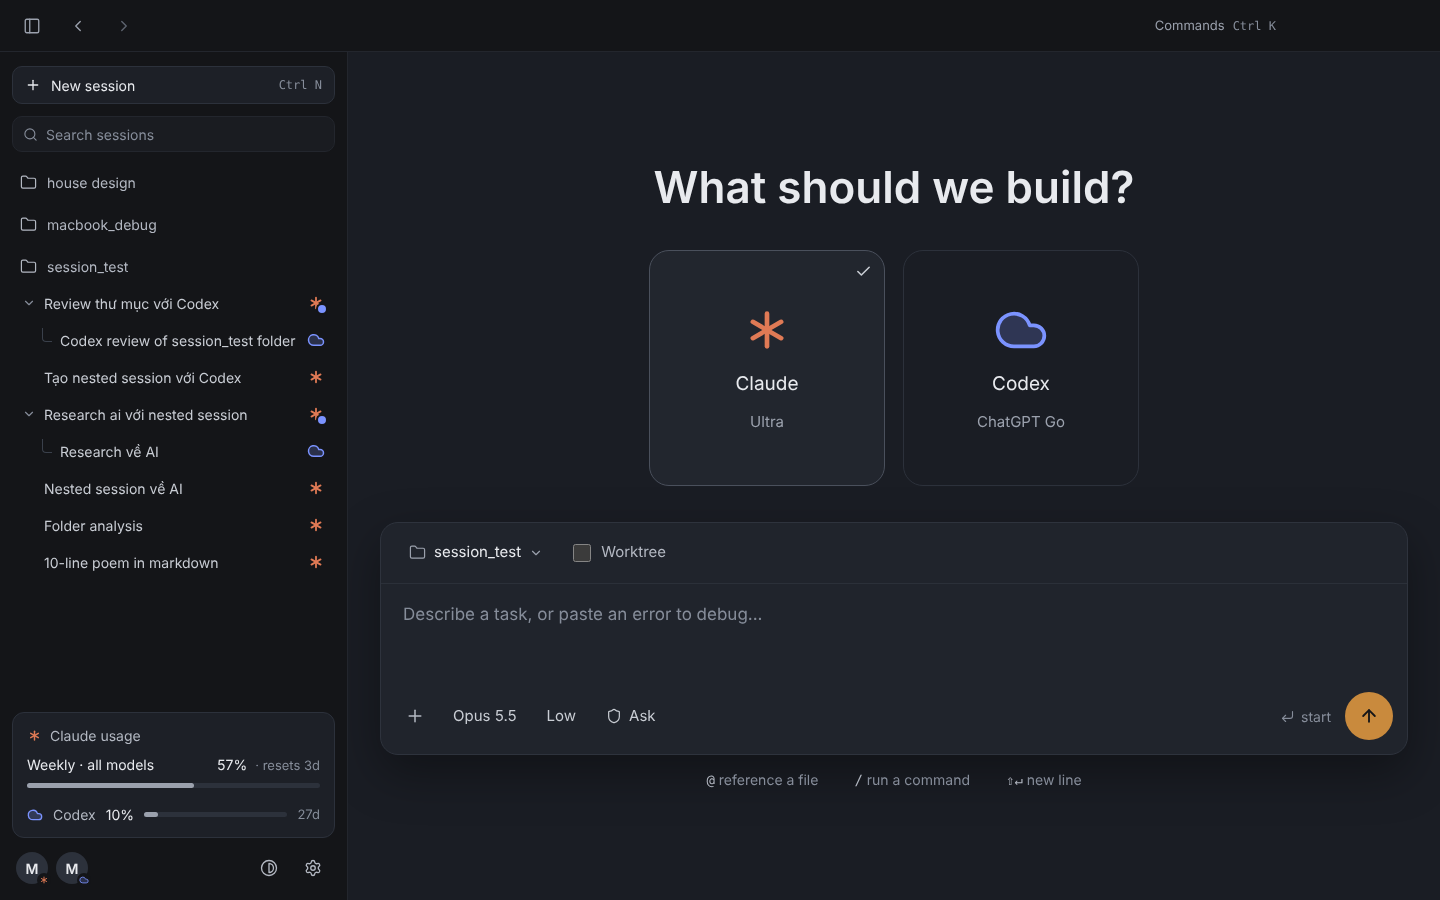 Commands Ctrl K
New session Ctrl N
Search sessions
house design
macbook_debug
session_test
Review thư mục với Codex
Codex review of session_test folder
Tạo nested session với Codex
Research ai với nested session
Research về AI
Nested session về AI
Folder analysis
10-line poem in markdown
Claude usage
Weekly · all models 57% · resets 3d
Codex 10% 27d
M M
What should we build?
Claude
Ultra
Codex
ChatGPT Go
session_test Worktree
Describe a task, or paste an error to debug...
Opus 5.5 Low Ask start
@ reference a file / run a command ⇧↵ new line